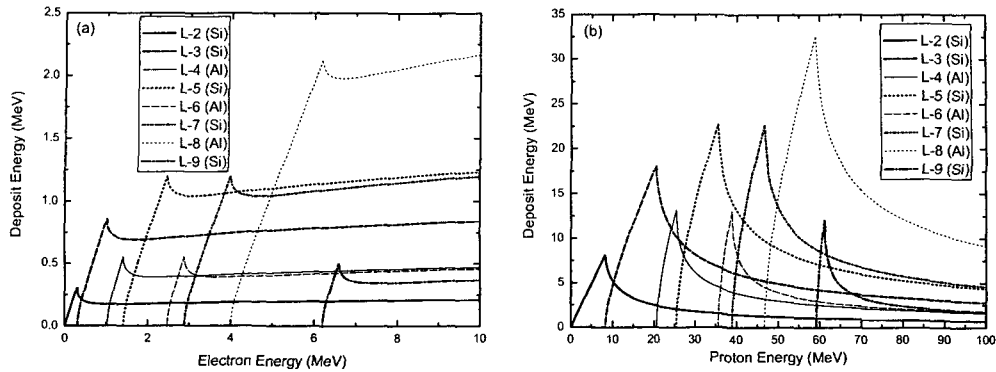 (a)
L-2 (Si)
L-3 (Si)
L-4 (Al)
L-5 (Si)
L-6 (Al)
L-7 (Si)
L-8 (Al)
L-9 (Si)
Deposit Energy (MeV)
2.5
2.0
1.5
1.0
0.5
0.0
0 2 4 6 8 10
Electron Energy (MeV)
(b)
L-2 (Si)
L-3 (Si)
L-4 (Al)
L-5 (Si)
L-6 (Al)
L-7 (Si)
L-8 (Al)
L-9 (Si)
Deposit Energy (MeV)
35
30
25
20
15
10
5
0
0 10 20 30 40 50 60 70 80 90 100
Proton Energy (MeV)